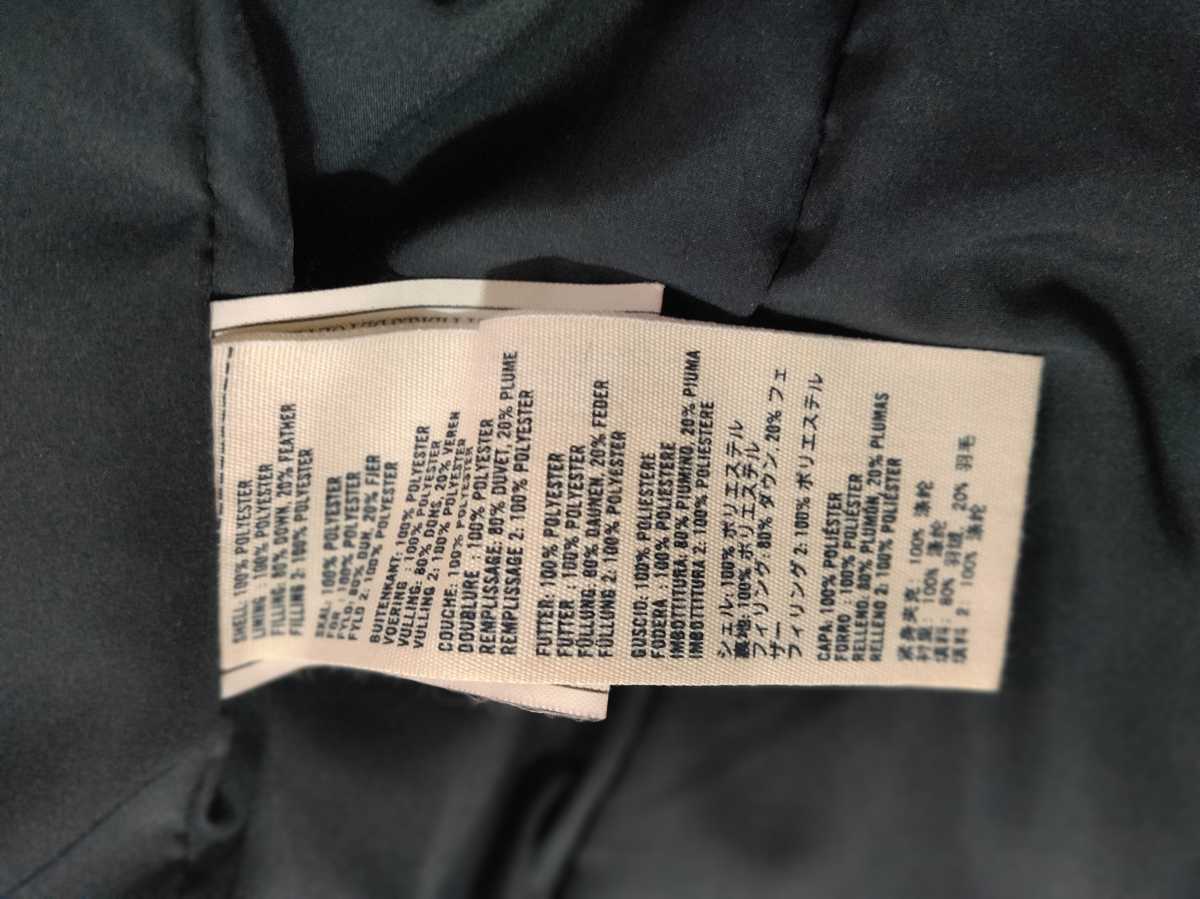 SHELL: 100% POLYESTER
LINING : 100% POLYESTER
FILLING: 80% DOWN, 20% FEATHER
FILLING 2: 100% POLYESTER
SKAL: 100% POLYESTER
FOR : 100% POLYESTER
FYLD: 80% DUN, 20% FJER
FYLD 2: 100% POLYESTER
BUITENKANT: 100% POLYESTER
VOERING : 100% POLYESTER
VULLING: 80% DONS, 20% VEREN
VULLING 2: 100% POLYESTER
COUCHE: 100% POLYESTER
DOUBLURE : 100% POLYESTER
REMPLISSAGE: 80% DUVET, 20% PLUME
REMPLISSAGE 2: 100% POLYESTER
FUTTER: 100% POLYESTER
FUTTER : 100% POLYESTER
FÜLLUNG: 80% DAUNEN, 20% FEDER
FÜLLUNG 2: 100% POLYESTER
GUSCIO: 100% POLIESTERE
FODERA : 100% POLIESTERE
IMBOTTITURA, 80% PIUMINO, 20% PIUMA
IMBOTTITURA 2: 100% POLIESTERE
シェル: 100% ポリエステル
裏地: 100% ポリエステル
フィリング: 80% ダウン, 20% フェ
ザー
フィリング 2: 100% ポリエステル
CAPA: 100% POLIÉSTER
FORRO : 100% POLIÉSTER
RELLENO: 80% PLUMÓN, 20% PLUMAS
RELLENO 2: 100% POLIÉSTER
紧身夹克: 100% 涤纶
衬里: 100% 涤纶
填料: 80% 羽绒, 20% 羽毛
填料 2: 100% 涤纶